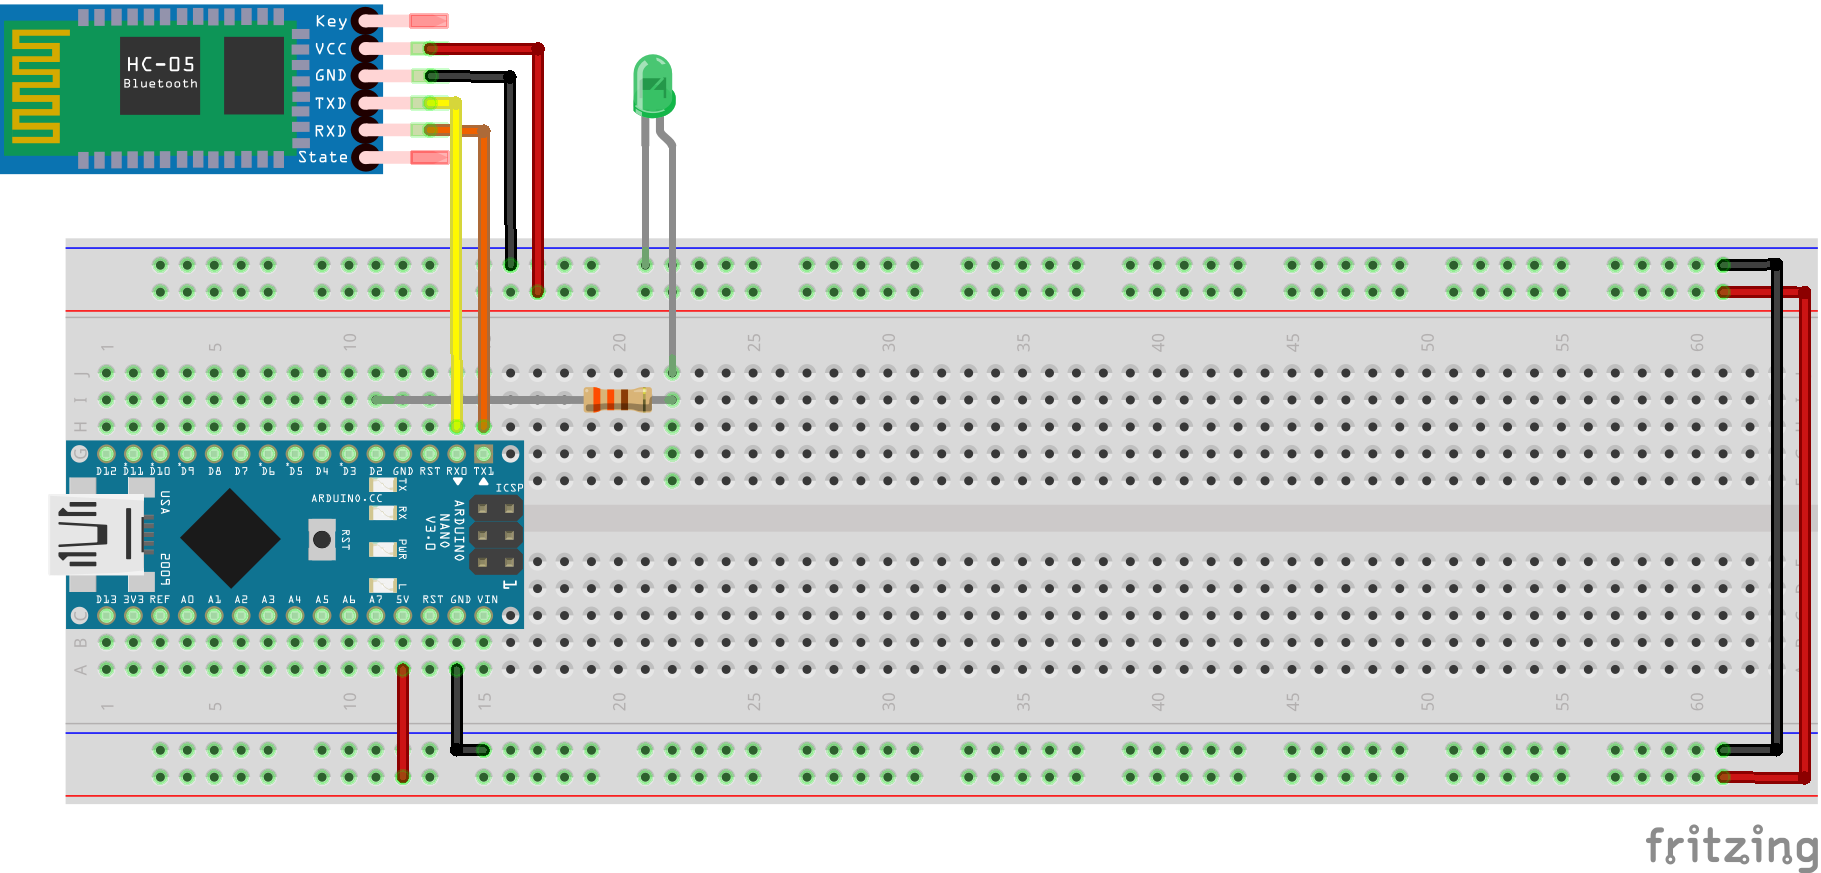 Key
VCC
HC-05
GND
Bluetooth
TXD
RXD
State
1 5 10 20 25 30 35 40 45 50 55 60
J
I
H
G
D12 D11 D10 D9 D8 D7 D6 D5 D4 D3 D2 GND RST RX0 TX1
TX
ICSP
USA
ARDUINO.CC
RX
ARDUINO
NANO
V3.0
RST
PWR
2009
L
1
D13 3V3 REF A0 A1 A2 A3 A4 A5 A6 A7 5V RST GND VIN
C
B
A
1 5 10 15 20 25 30 35 40 45 50 55 60
fritzing